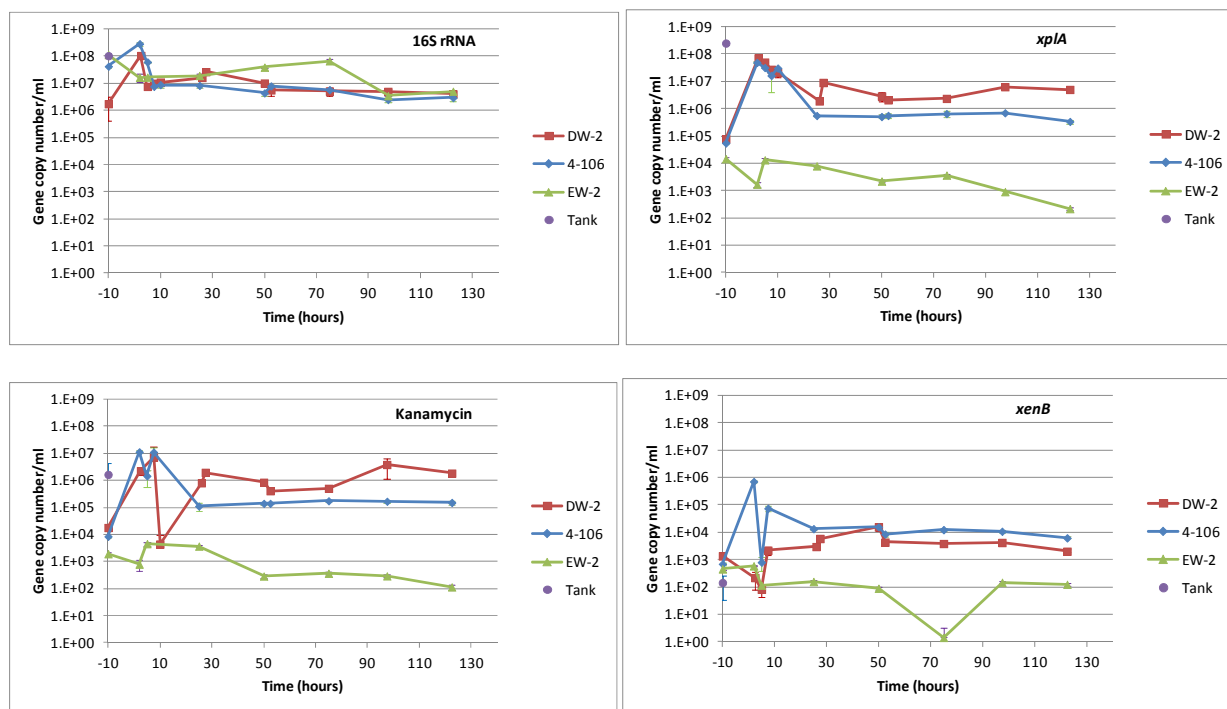 16S rRNA
Gene copy number/ml
1.E+09
1.E+08
1.E+07
1.E+06
1.E+05
1.E+04
1.E+03
1.E+02
1.E+01
1.E+00
-10 10 30 50 70 90 110 130
Time (hours)
DW-2
4-106
EW-2
Tank
xplA
Gene copy number/ml
1.E+09
1.E+08
1.E+07
1.E+06
1.E+05
1.E+04
1.E+03
1.E+02
1.E+01
1.E+00
-10 10 30 50 70 90 110 130
Time (hours)
DW-2
4-106
EW-2
Tank
Kanamycin
Gene copy number/ml
1.E+09
1.E+08
1.E+07
1.E+06
1.E+05
1.E+04
1.E+03
1.E+02
1.E+01
1.E+00
-10 10 30 50 70 90 110 130
Time (hours)
DW-2
4-106
EW-2
Tank
xenB
Gene copy number/ml
1.E+09
1.E+08
1.E+07
1.E+06
1.E+05
1.E+04
1.E+03
1.E+02
1.E+01
1.E+00
-10 10 30 50 70 90 110 130
Time (hours)
DW-2
4-106
EW-2
Tank